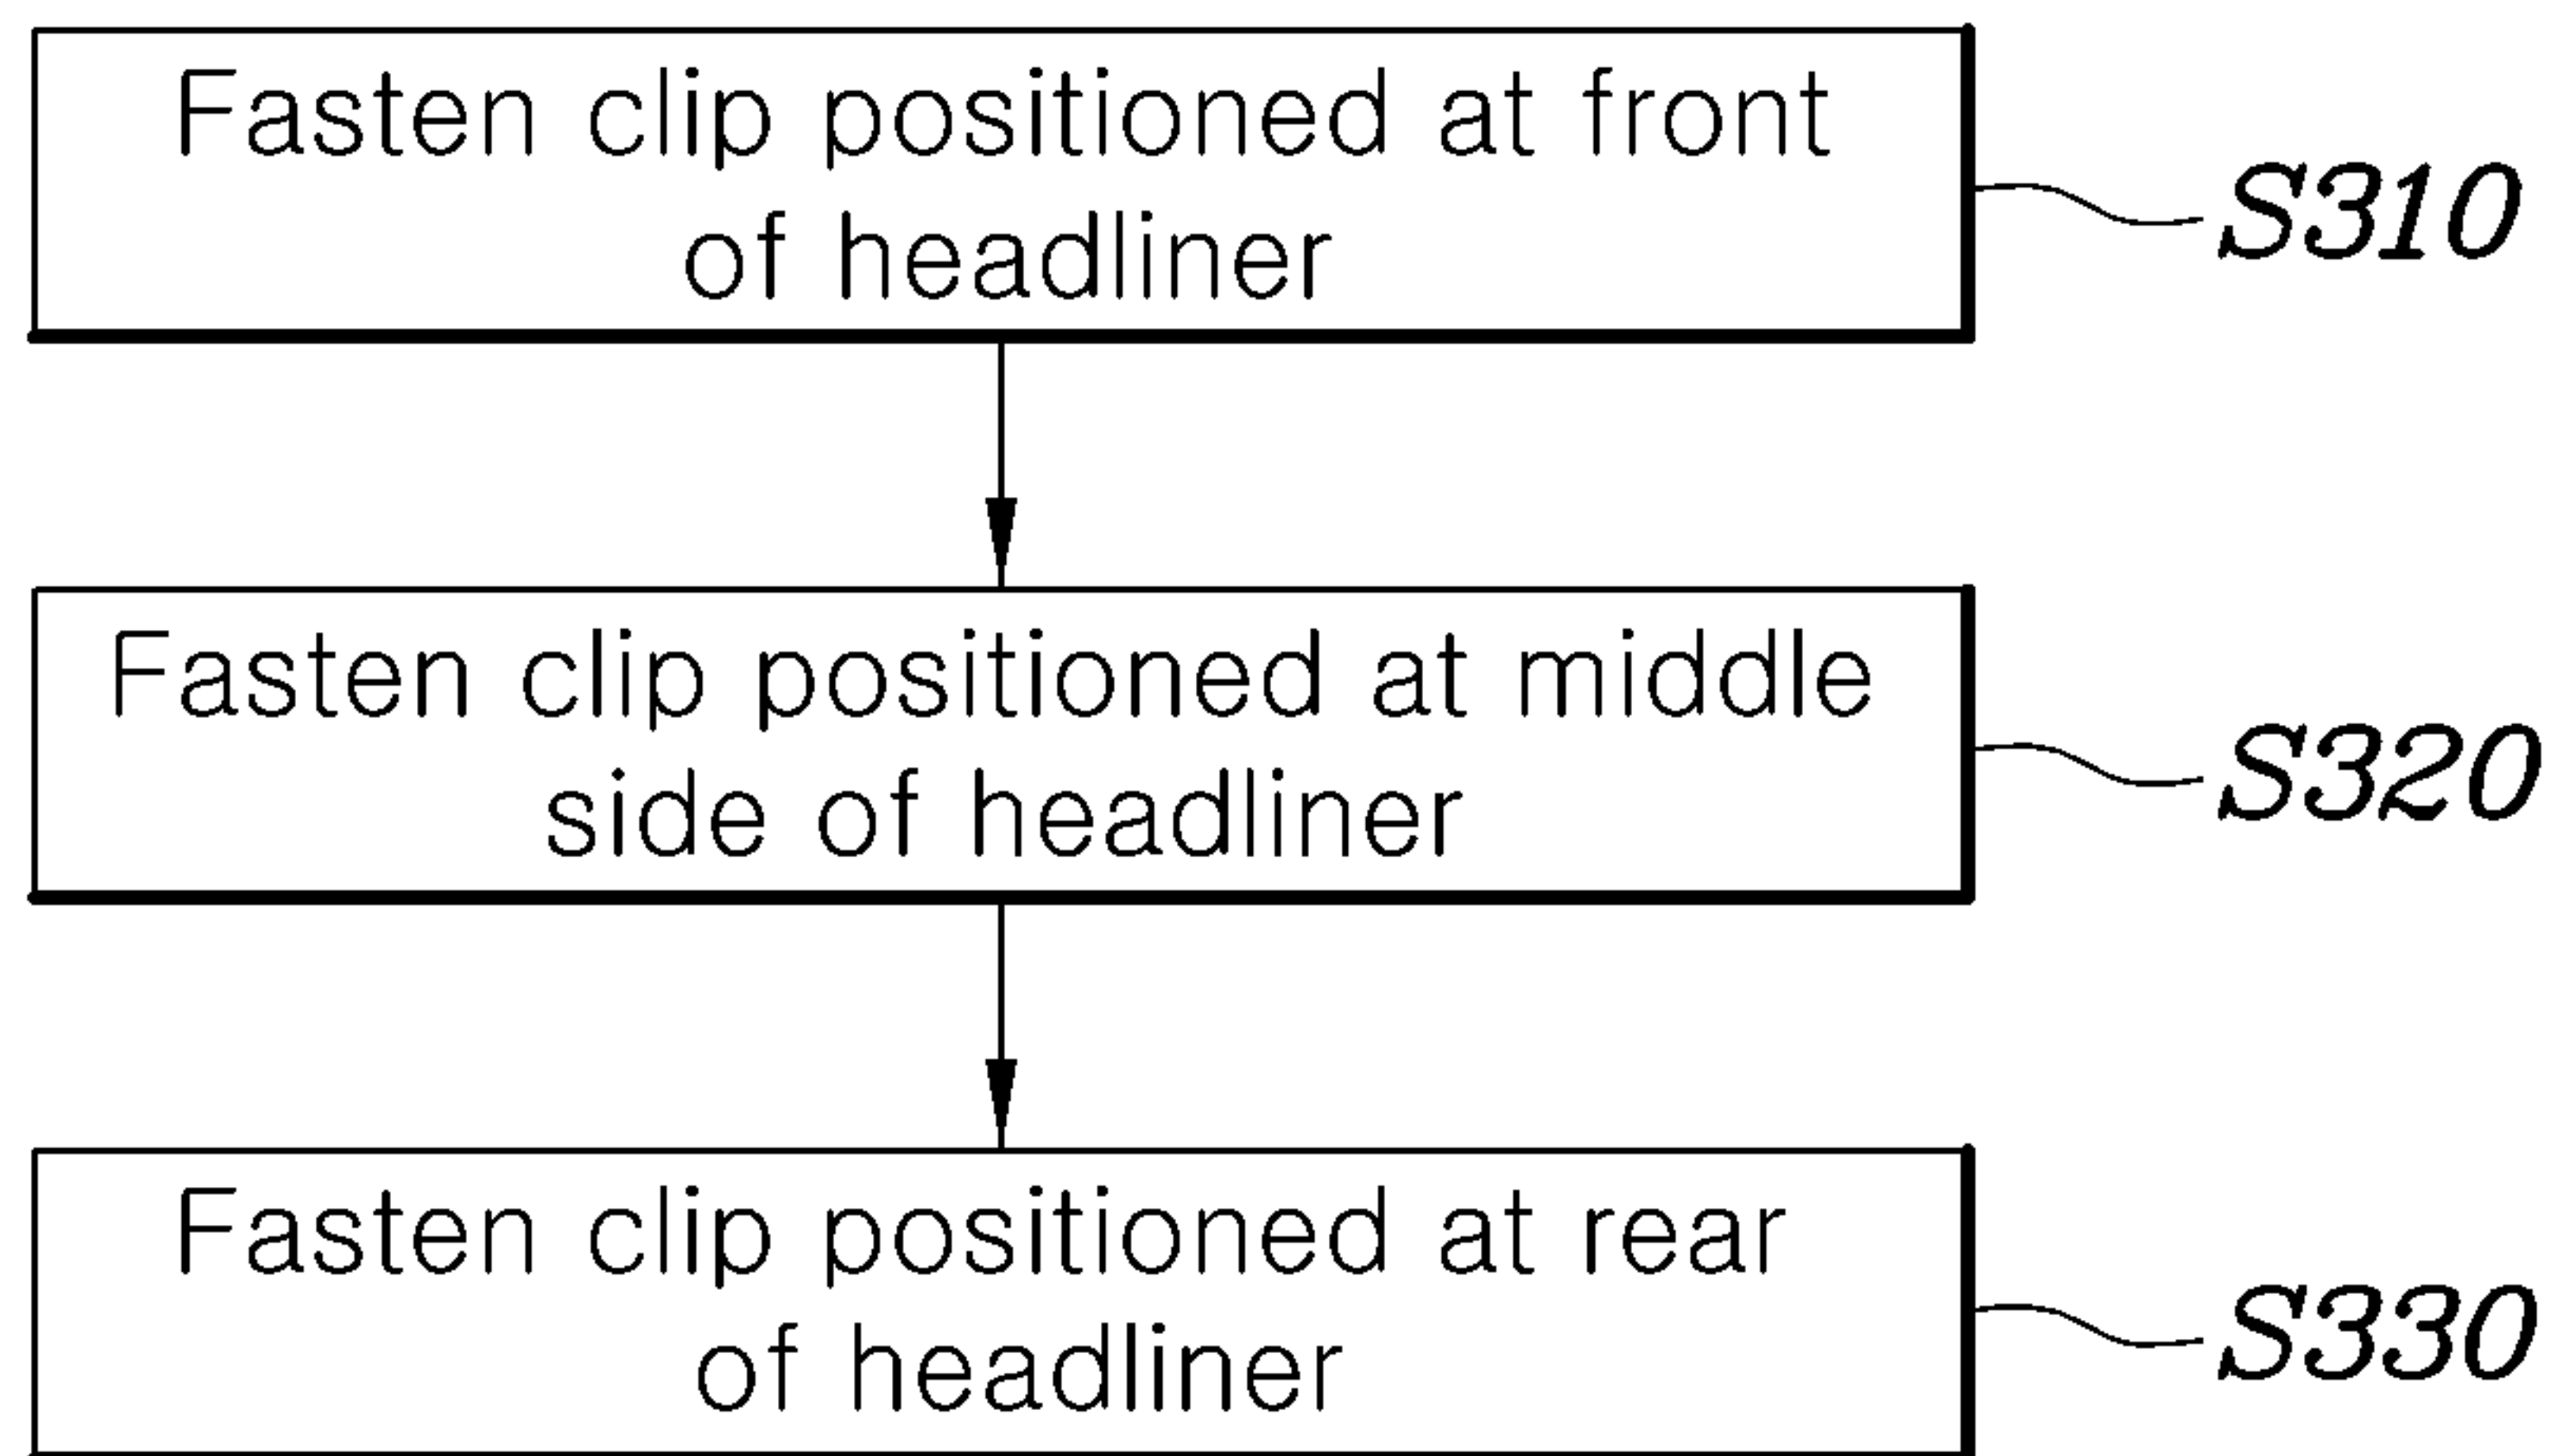 Fasten clip positioned at front
of headliner
S310
Fasten clip positioned at middle
side of headliner
S320
Fasten clip positioned at rear
of headliner
S330